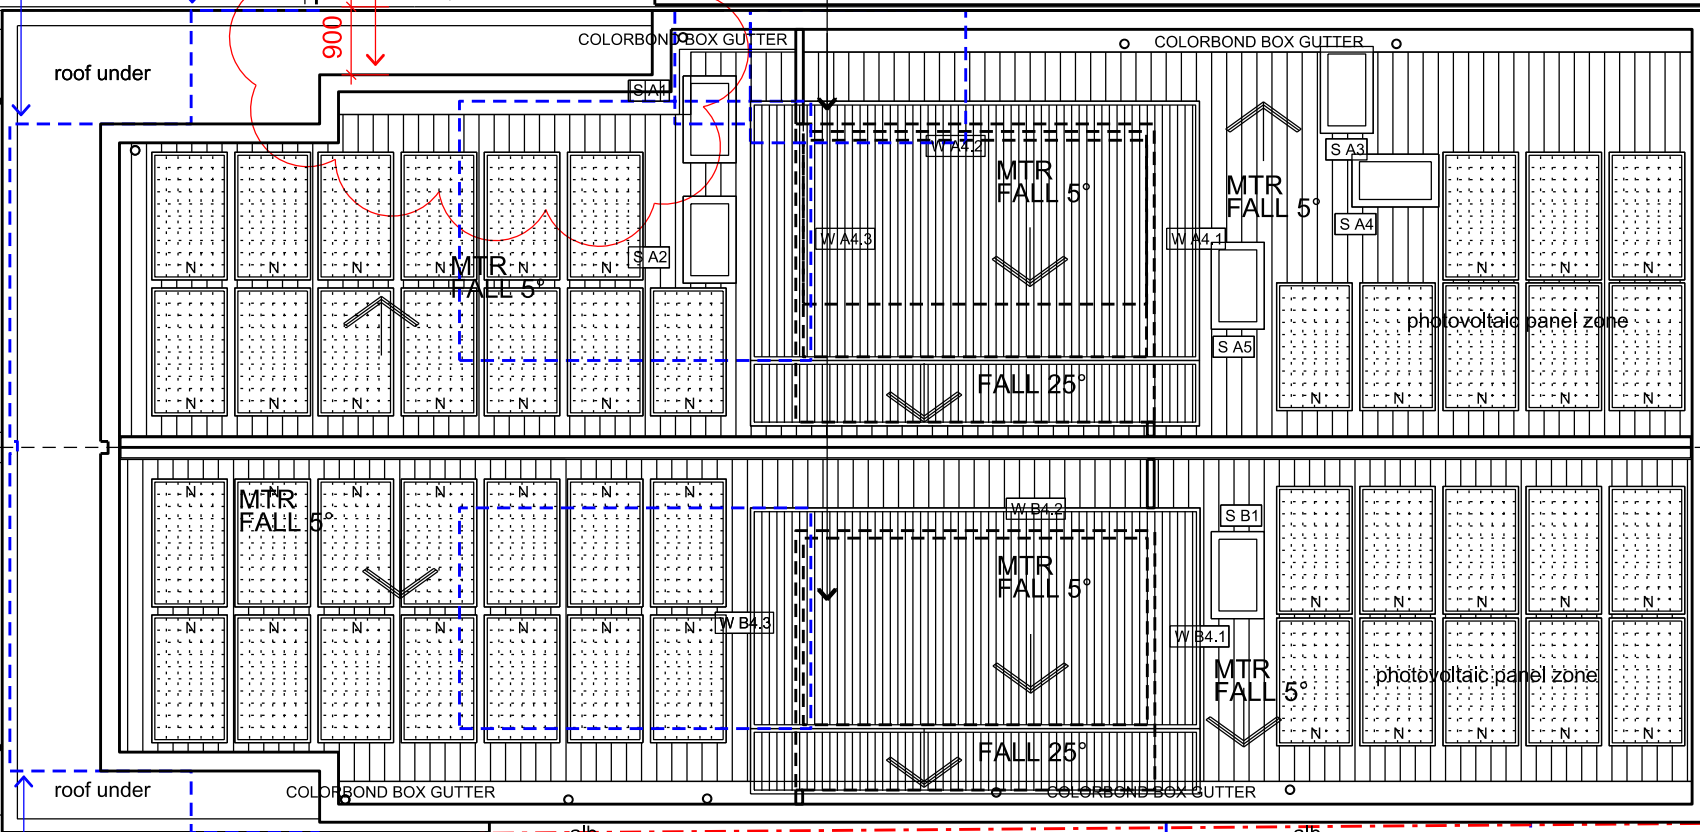 900
COLORBOND BOX GUTTER
COLORBOND BOX GUTTER
roof under
S A1
W A4.2
S A3
MTR
FALL 5°
MTR
FALL 5°
S A4
W A4.3
W A4.1
S A2
MTR
FALL 5°
N N N N N N
N N N
photovoltaic panel zone
S A5
FALL 25°
N N N N N N N
N N N N N
N N N N N N N
MTR
FALL 5°
W B4.2
S B1
MTR
FALL 5°
N N N N N
W B4.3
N N N N N N N
W B4.1
MTR
FALL 5°
photovoltaic panel zone
N N N N N
FALL 25°
roof under
COLORBOND BOX GUTTER
COLORBOND BOX GUTTER